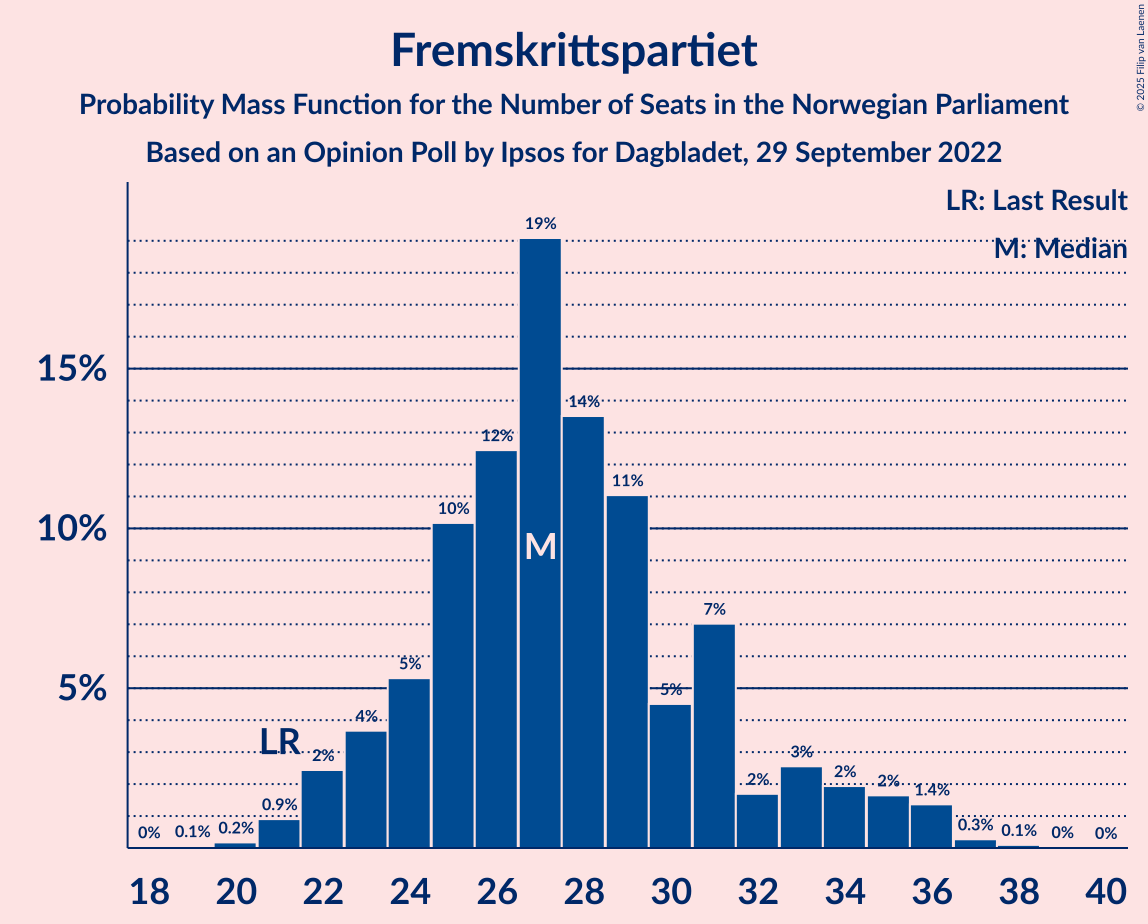 Fremskrittspartiet
Probability Mass Function for the Number of Seats in the Norwegian Parliament
Based on an Opinion Poll by Ipsos for Dagbladet, 29 September 2022
© 2025 Filip van Laenen
LR: Last Result
M: Median
15%
10%
5%
LR
M
0%
0.1%
0.2%
0.9%
2%
4%
5%
10%
12%
19%
14%
11%
5%
7%
2%
3%
2%
2%
1.4%
0.3%
0.1%
0%
0%
18 20 22 24 26 28 30 32 34 36 38 40